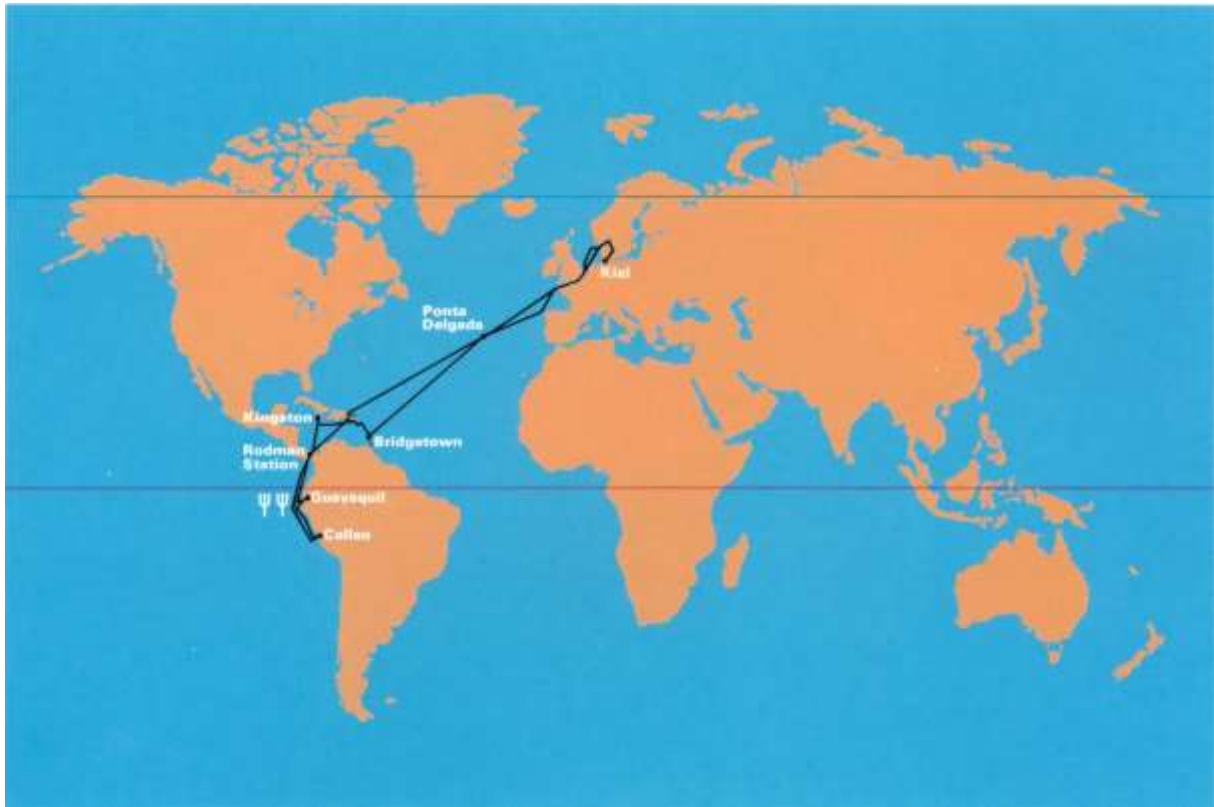 Kiel
Ponta
Delgada
Kingston
Bridgetown
Rodman
Station
Guayaquil
Callao